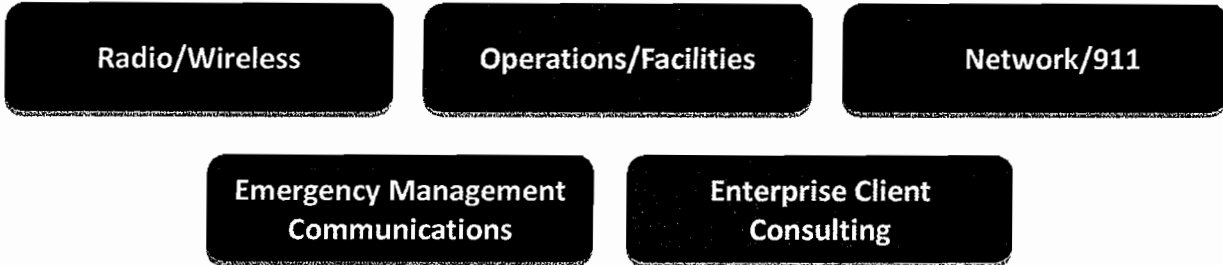 Radio/Wireless
Operations/Facilities
Network/911
Emergency Management
Communications
Enterprise Client
Consulting